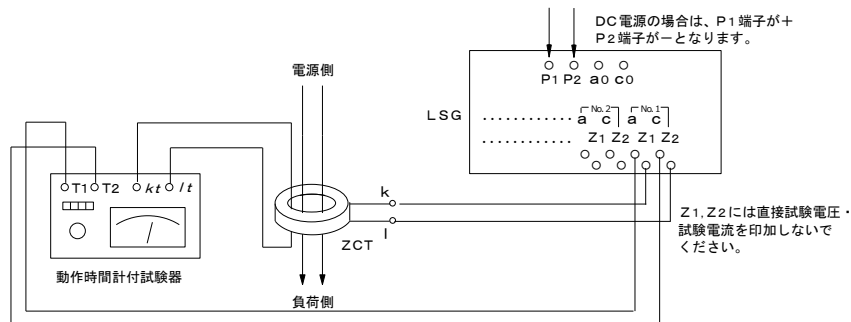 DC電源の場合は、P1端子が＋
P2端子が－となります。
電源側
P1 P2 a0 c0
LSG
No.2 No.1
............ a c a c
............ Z1 Z2 Z1 Z2
T1 T2 kt lt
k
l
ZCT
Z1,Z2には直接試験電圧・
試験電流を印加しないで
ください。
動作時間計付試験器
負荷側